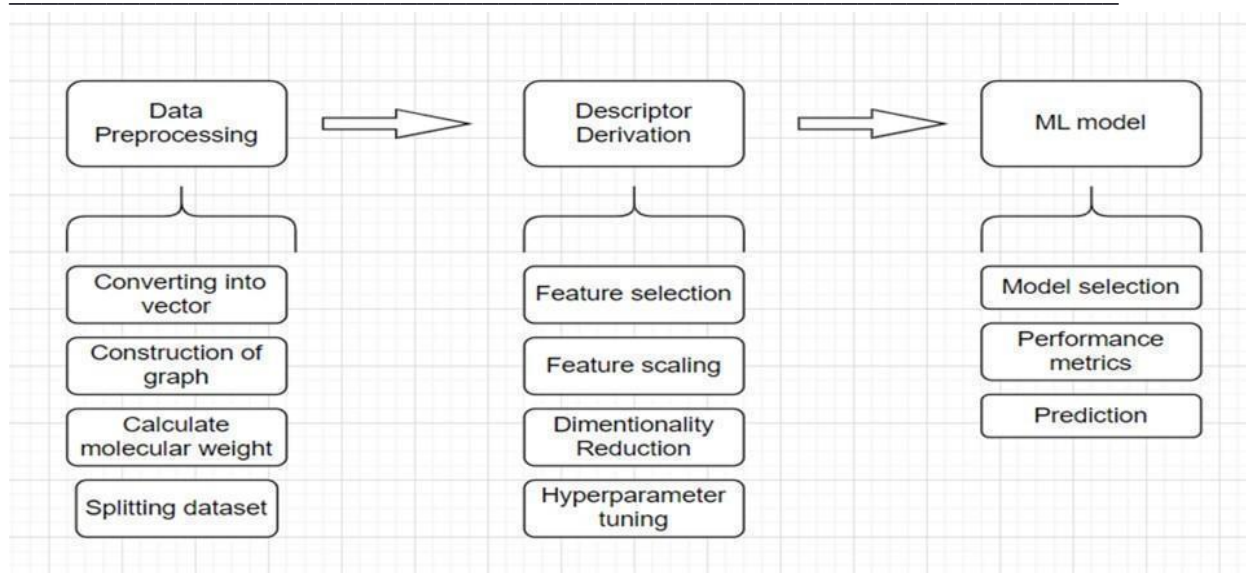 Data
Preprocessing
Descriptor
Derivation
ML model
Converting into
vector
Construction of
graph
Calculate
molecular weight
Splitting dataset
Feature selection
Feature scaling
Dimentionality
Reduction
Hyperparameter
tuning
Model selection
Performance
metrics
Prediction